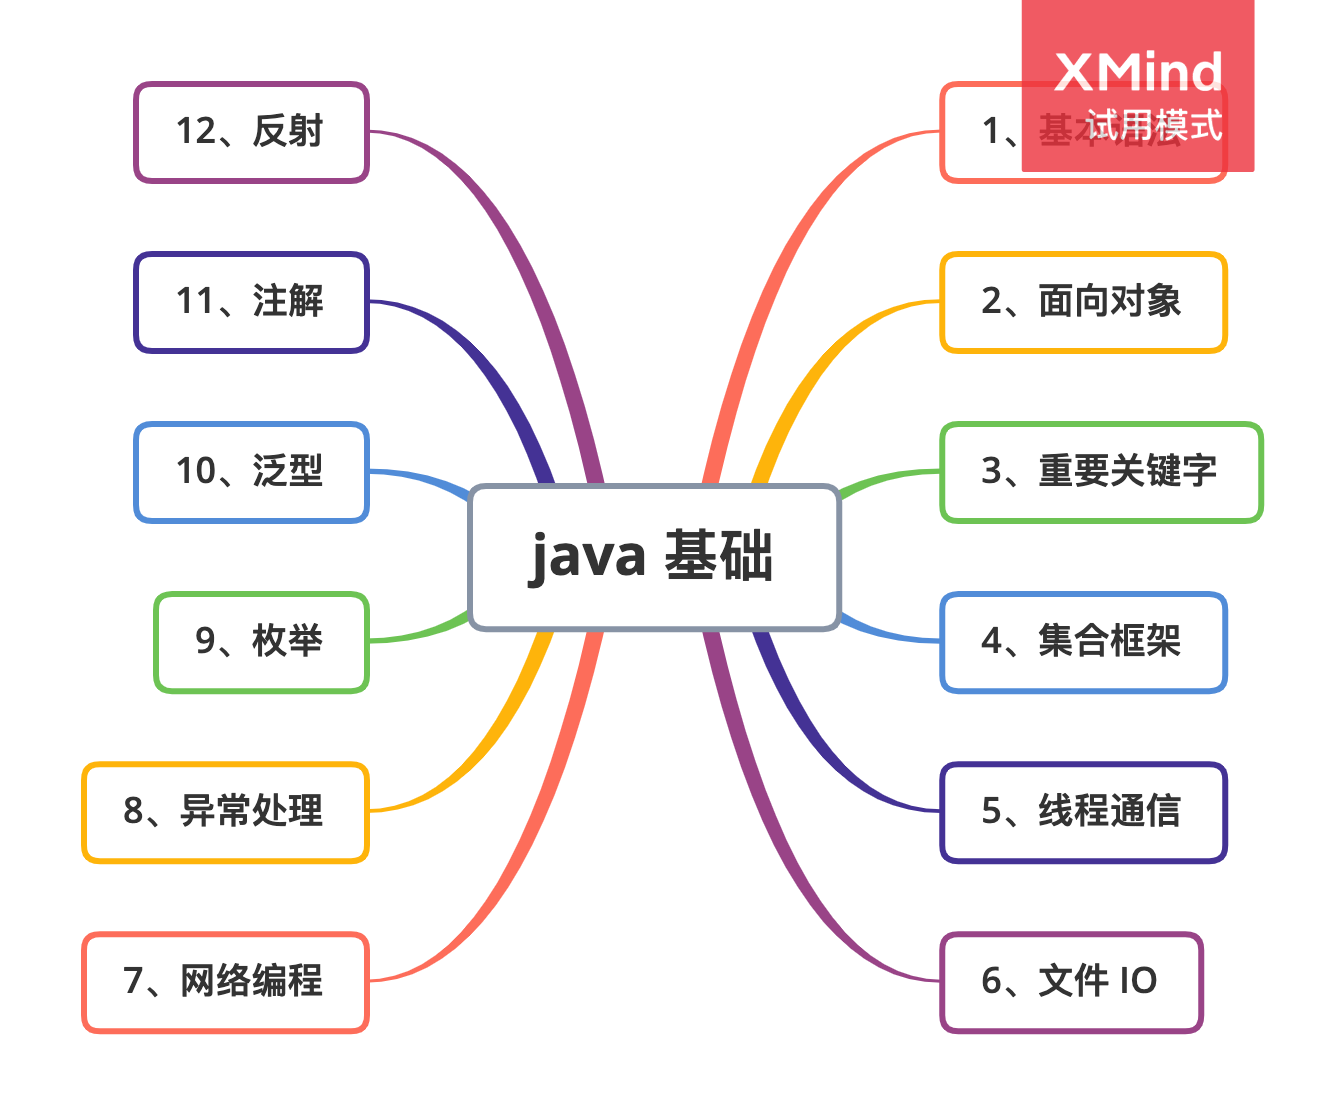 java 基础
XMind
试用模式
1、基本语法
2、面向对象
3、重要关键字
4、集合框架
5、线程通信
6、文件 IO
7、网络编程
8、异常处理
9、枚举
10、泛型
11、注解
12、反射